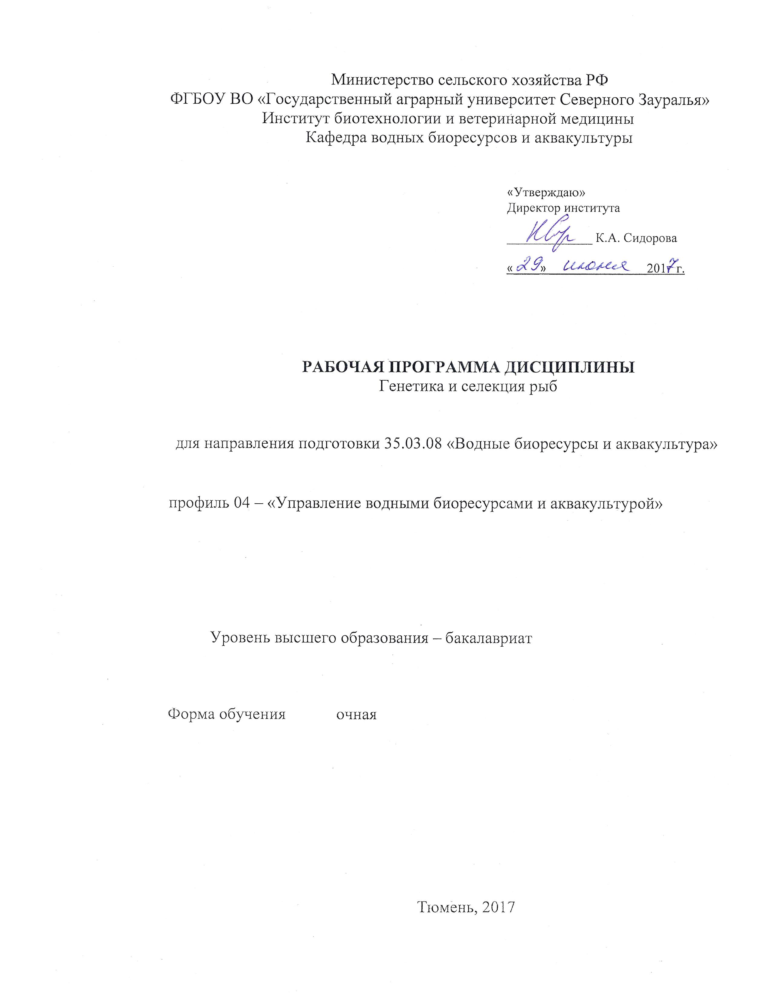 Министерство сельского хозяйства РФ
ФГБОУ ВО «Государственный аграрный университет Северного Зауралья»
Институт биотехнологии и ветеринарной медицины
Кафедра водных биоресурсов и аквакультуры
«Утверждаю»
Директор института
К.А. Сидорова
«29» июня 2017 г.
РАБОЧАЯ ПРОГРАММА ДИСЦИПЛИНЫ
Генетика и селекция рыб
для направления подготовки 35.03.08 «Водные биоресурсы и аквакультура»
профиль 04 – «Управление водными биоресурсами и аквакультурой»
Уровень высшего образования – бакалавриат
Форма обучения очная
Тюмень, 2017